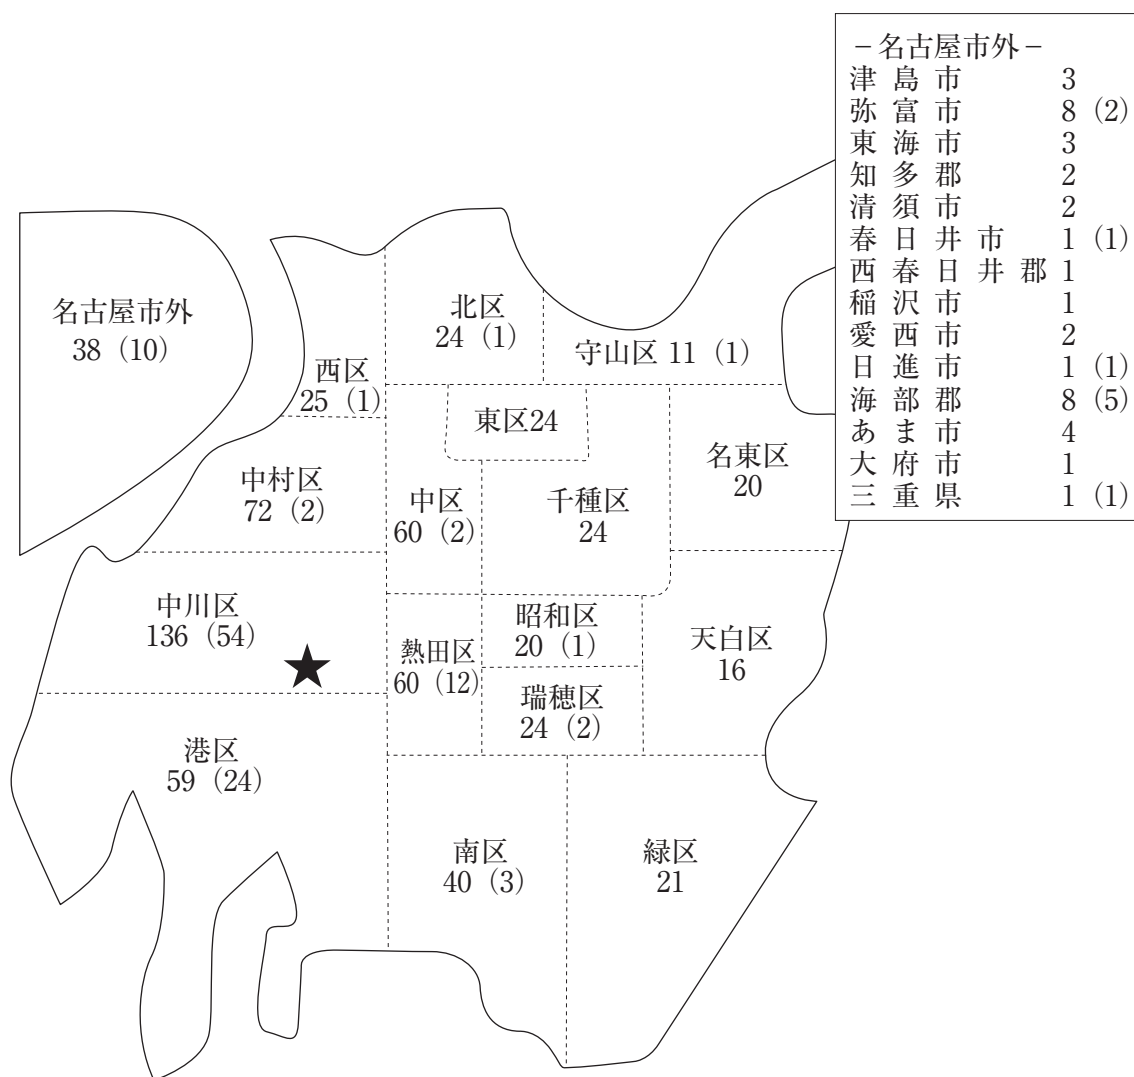 －名古屋市外－
津島市 3
弥富市 8（2）
東海市 3
知多郡 2
清須市 2
春日井市 1（1）
西春日井郡 1
稲沢市 1
愛西市 2
日進市 1（1）
海部郡 8（5）
あま市 4
大府市 1
三重県 1（1）
名古屋市外
38（10）
北区
24（1）
守山区 11（1）
西区
25（1）
東区24
名東区
20
中村区
72（2）
中区
60（2）
千種区
24
中川区
136（54）
熱田区
60（12）
昭和区
20（1）
天白区
16
瑞穂区
24（2）
港区
59（24）
南区
40（3）
緑区
21